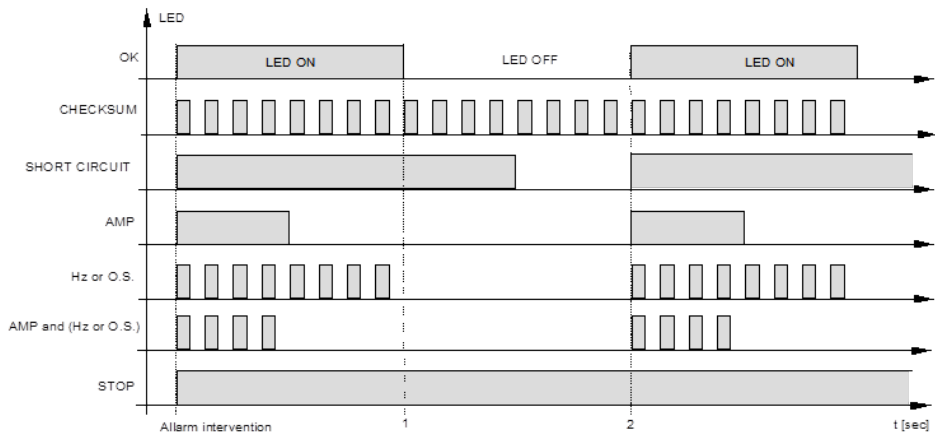 LED
OK LED ON LED OFF LED ON
CHECKSUM
SHORT CIRCUIT
AMP
Hz or O.S.
AMP and (Hz or O.S.)
STOP
Allarm intervention 1 2 t [sec]